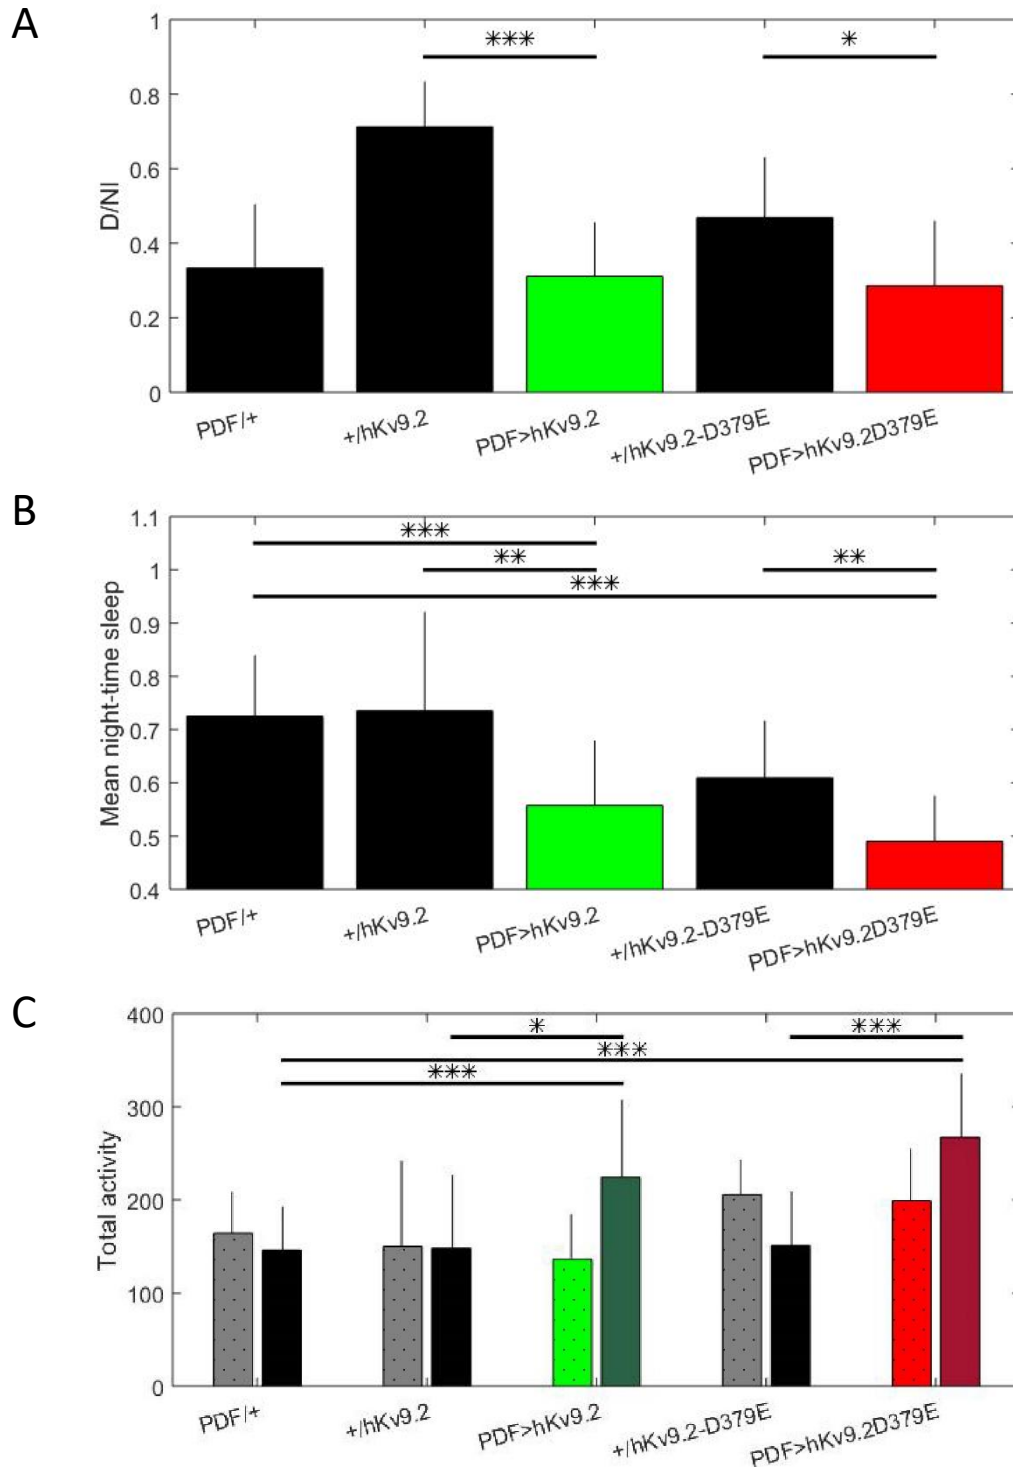 A
1
0.8
0.6
0.4
0.2
0
D/NI
*** *
PDF/+
+/hKv9.2
PDF>hKv9.2
+/hKv9.2-D379E
PDF>hKv9.2D379E
B
1.1
1
0.9
0.8
0.7
0.6
0.5
0.4
Mean night-time sleep
***
** **
***
PDF/+
+/hKv9.2
PDF>hKv9.2
+/hKv9.2-D379E
PDF>hKv9.2D379E
C
400
300
200
100
0
Total activity
* ***
***
***
PDF/+
+/hKv9.2
PDF>hKv9.2
+/hKv9.2-D379E
PDF>hKv9.2D379E